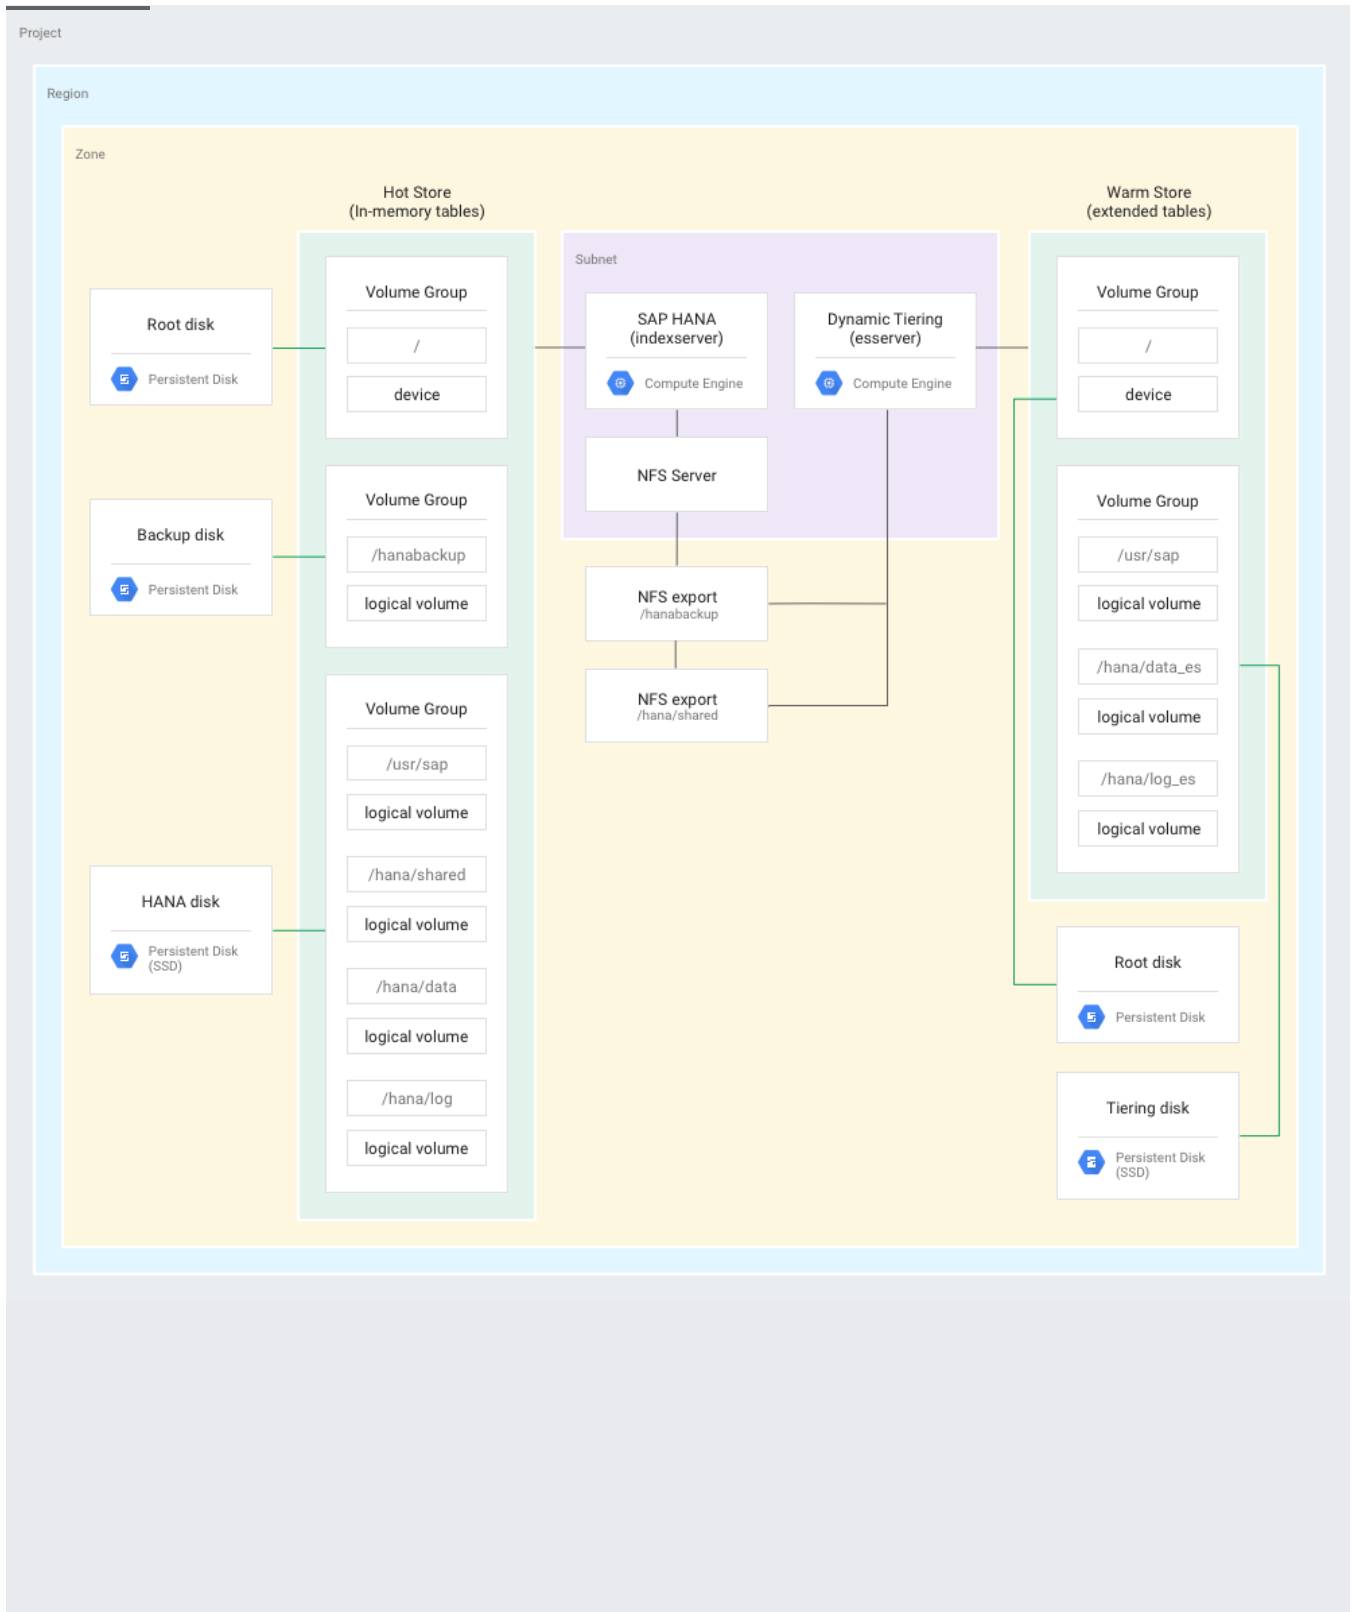 Project
Region
Zone
Hot Store
(In-memory tables)
Warm Store
(extended tables)
Root disk
Persistent Disk
Backup disk
Persistent Disk
HANA disk
Persistent Disk
(SSD)
Volume Group
/
device
Volume Group
/hanabackup
logical volume
Volume Group
/usr/sap
logical volume
/hana/shared
logical volume
/hana/data
logical volume
/hana/log
logical volume
Subnet
SAP HANA
(indexserver)
Compute Engine
Dynamic Tiering
(esserver)
Compute Engine
NFS Server
NFS export
/hanabackup
NFS export
/hana/shared
Volume Group
/
device
Volume Group
/usr/sap
logical volume
/hana/data_es
logical volume
/hana/log_es
logical volume
Root disk
Persistent Disk
Tiering disk
Persistent Disk
(SSD)